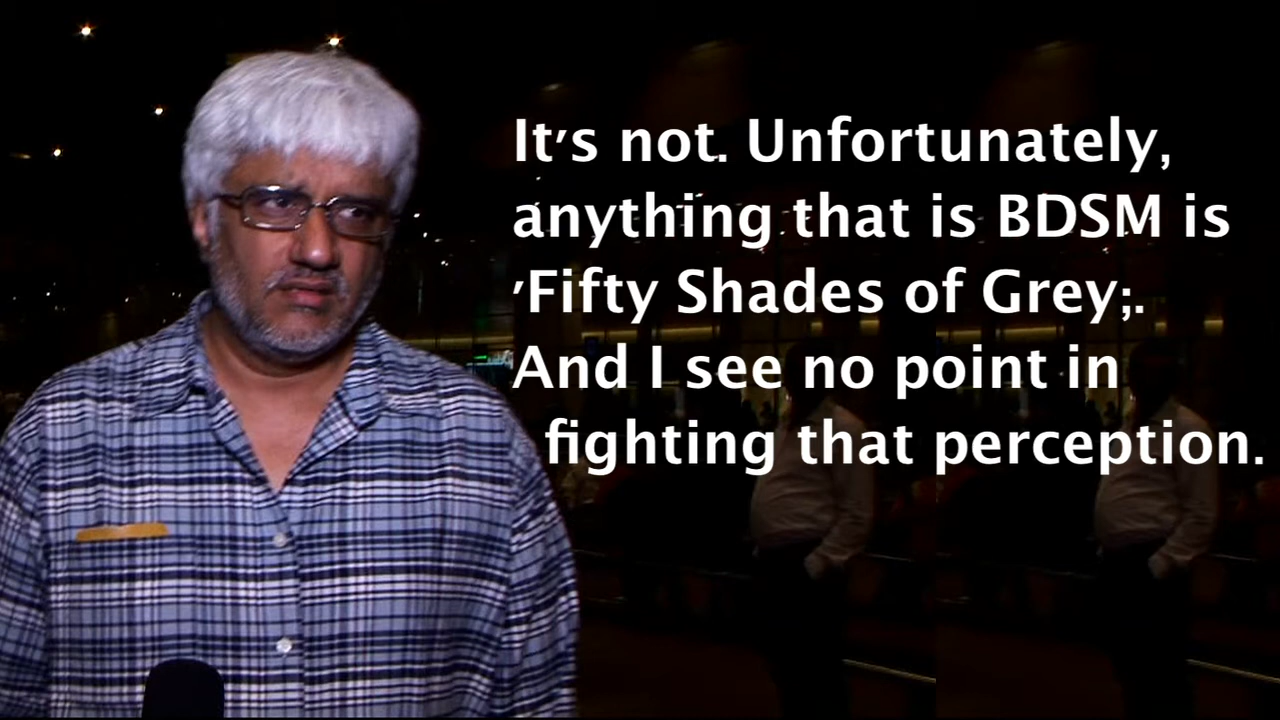 It's not. Unfortunately,
anything that is BDSM is
'Fifty Shades of Grey;.
And I see no point in
fighting that perception.